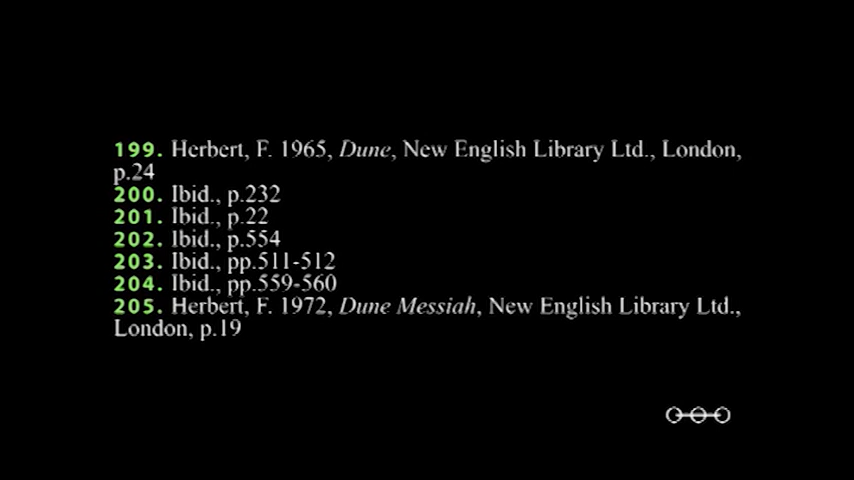 199. Herbert, F. 1965, Dune, New English Library Ltd., London,
p.24
200. Ibid., p.232
201. Ibid., p.22
202. Ibid., p.554
203. Ibid., pp.511-512
204. Ibid., pp.559-560
205. Herbert, F. 1972, Dune Messiah, New English Library Ltd.,
London, p.19